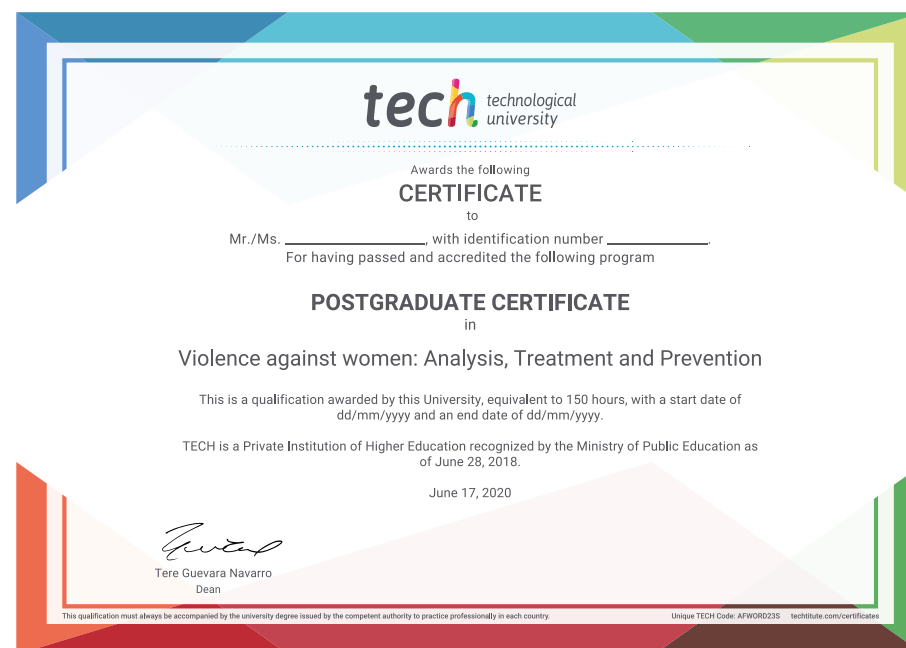 tech technological
university
Awards the following
CERTIFICATE
to
Mr./Ms. ____________, with identification number ____________.
For having passed and accredited the following program
POSTGRADUATE CERTIFICATE
in
Violence against women: Analysis, Treatment and Prevention
This is a qualification awarded by this University, equivalent to 150 hours, with a start date of
dd/mm/yyyy and an end date of dd/mm/yyyy.
TECH is a Private Institution of Higher Education recognized by the Ministry of Public Education as
of June 28, 2018.
June 17, 2020
Tere Guevara Navarro
Dean
This qualification must always be accompanied by the university degree issued by the competent authority to practice professionally in each country.
Unique TECH Code: AFWORD23S techtitute.com/certificates